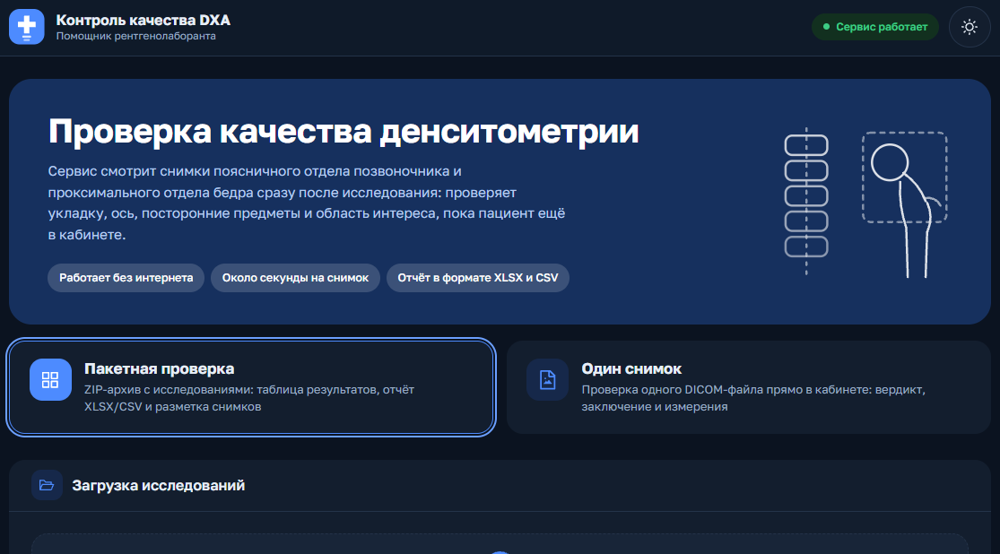 Контроль качества DXA
Помощник рентгенолаборанта
Сервис работает
Проверка качества денситометрии
Сервис смотрит снимки поясничного отдела позвоночника и
проксимального отдела бедра сразу после исследования: проверяет
укладку, ось, посторонние предметы и область интереса, пока пациент ещё
в кабинете.
Работает без интернета
Около секунды на снимок
Отчёт в формате XLSX и CSV
Пакетная проверка
ZIP-архив с исследованиями: таблица результатов, отчёт
XLSX/CSV и разметка снимков
Один снимок
Проверка одного DICOM-файла прямо в кабинете: вердикт,
заключение и измерения
Загрузка исследований